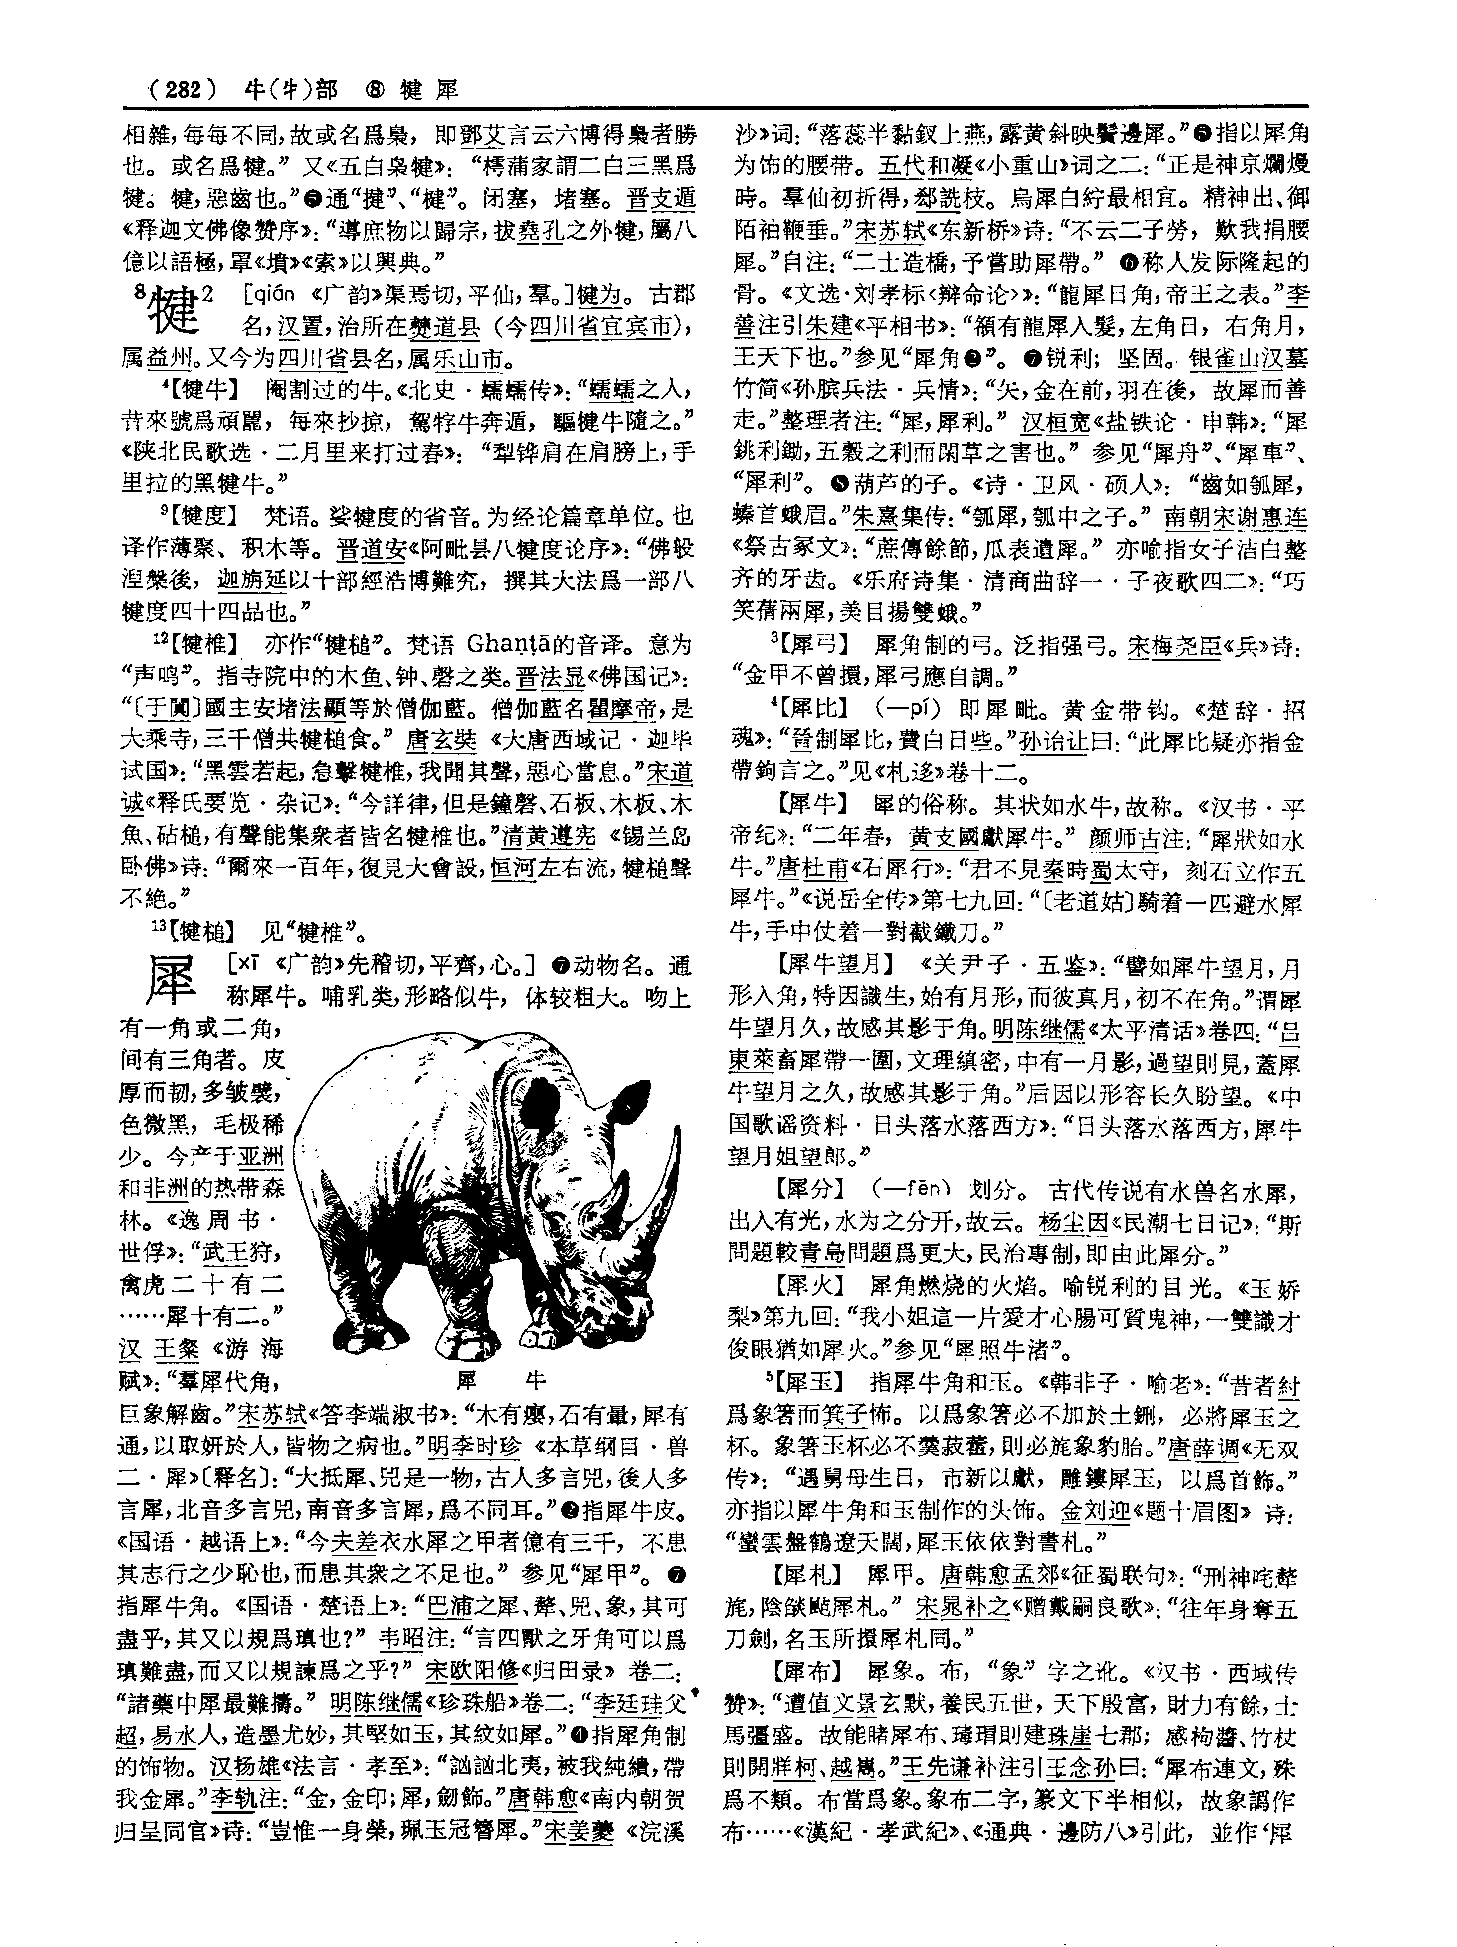 (282) 牛(牜)部 ⑧ 犍 犀
相雜，每每不同，故或名爲梟，即鄧艾言云六博得梟者勝
也。或名爲犍。”又《五白枭犍》：“樗蒲家謂二白三黑爲
犍。犍，惡齒也。”❷通“揵”、“楗”。闭塞，堵塞。晋支遁
《释迦文佛像赞序》：“導庶物以歸宗，拔堯孔之外犍，屬八
億以語極，罩《墳》《索》以興典。”
⁸犍² [qián 《广韵》渠焉切，平仙，羣。]犍为。古郡
名，汉置，治所在僰道县（今四川省宜宾市），
属益州。又今为四川省县名，属乐山市。
⁴【犍牛】 阉割过的牛。《北史·蠕蠕传》：“蠕蠕之人，
昔來號爲頑嚚，每來抄掠，駕牸牛奔遁，驅犍牛隨之。”
《陕北民歌选·二月里来打过春》：“犁铧肩在肩膀上，手
里拉的黑犍牛。”
⁹【犍度】 梵语。娑犍度的省音。为经论篇章单位。也
译作薄聚、积木等。晋道安《阿毗昙八犍度论序》：“佛般
涅槃後，迦旃延以十部經浩博難究，撰其大法爲一部八
犍度四十四品也。”
¹²【犍椎】 亦作“犍槌”。梵语 Ghaṇṭā的音译。意为
“声鸣”。指寺院中的木鱼、钟、磬之类。晋法显《佛国记》：
“〔于闐〕國主安堵法顯等於僧伽藍。僧伽藍名瞿摩帝，是
大乘寺，三千僧共犍槌食。”唐玄奘《大唐西域记·迦毕
试国》：“黑雲若起，急擊犍椎，我聞其聲，惡心當息。”宋道
诚《释氏要览·杂记》：“今詳律，但是鐘磬、石板、木板、木
魚、砧槌，有聲能集衆者皆名犍椎也。”清黄遵宪《锡兰岛
卧佛》诗：“爾來一百年，復見大會設，恒河左右流，犍槌聲
不絶。”
¹³【犍槌】 见“犍椎”。
犀 [xī 《广韵》先稽切，平齊，心。] ❶动物名。通
称犀牛。哺乳类，形略似牛，体较粗大。吻上
有一角或二角，
间有三角者。皮
厚而韧，多皱襞，
色微黑，毛极稀
少。今产于亚洲
和非洲的热带森
林。《逸周书·
世俘》：“武王狩，
禽虎二十有二
……犀十有二。”
汉王粲《游海
赋》：“羣犀代角，
犀 牛
巨象解齒。”宋苏轼《答李端淑书》：“木有癭，石有暈，犀有
通，以取妍於人，皆物之病也。”明李时珍《本草纲目·兽
二·犀》〔释名〕：“大抵犀、兕是一物，古人多言兕，後人多
言犀，北音多言兕，南音多言犀，爲不同耳。”❷指犀牛皮。
《国语·越语上》：“今夫差衣水犀之甲者億有三千，不患
其志行之少恥也，而患其衆之不足也。”参见“犀甲”。❸
指犀牛角。《国语·楚语上》：“巴浦之犀、犛、兕、象，其可
盡乎，其又以規爲瑱也？”韦昭注：“言四獸之牙角可以爲
瑱難盡，而又以規諫爲之乎？”宋欧阳修《归田录》卷二：
“諸藥中犀最難擣。”明陈继儒《珍珠船》卷二：“李廷珪父
超，易水人，造墨尤妙，其堅如玉，其紋如犀。”❹指犀角制
的饰物。汉扬雄《法言·孝至》：“訩訩北夷，被我純繢，帶
我金犀。”李轨注：“金，金印；犀，劒飾。”唐韩愈《南内朝贺
归呈同官》诗：“豈惟一身榮，珮玉冠簪犀。”宋姜夔《浣溪
沙》词：“落蕊半黏釵上燕，露黄斜映鬢邊犀。”❺指以犀角
为饰的腰带。五代和凝《小重山》词之二：“正是神京爛熳
時。羣仙初折得，郄詵枝。烏犀白紵最相宜。精神出、御
陌袖鞭垂。”宋苏轼《东新桥》诗：“不云二子勞，歎我捐腰
犀。”自注：“二士造橋，予嘗助犀帶。”❻称人发际隆起的
骨。《文选·刘孝标〈辩命论〉》：“龍犀日角，帝王之表。”李
善注引朱建《平相书》：“額有龍犀入髮，左角日，右角月，
王天下也。”参见“犀角❷”。❼锐利；坚固。银雀山汉墓
竹简《孙膑兵法·兵情》：“矢，金在前，羽在後，故犀而善
走。”整理者注：“犀，犀利。”汉桓宽《盐铁论·申韩》：“犀
銚利鋤，五穀之利而閑草之害也。”参见“犀舟”、“犀車”、
“犀利”。❽葫芦的子。《诗·卫风·硕人》：“齒如瓠犀，
螓首蛾眉。”朱熹集传：“瓠犀，瓠中之子。”南朝宋谢惠连
《祭古冢文》：“蔗傳餘節，瓜表遺犀。”亦喻指女子洁白整
齐的牙齿。《乐府诗集·清商曲辞一·子夜歌四二》：“巧
笑蒨兩犀，美目揚雙蛾。”
³【犀弓】 犀角制的弓。泛指强弓。宋梅尧臣《兵》诗：
“金甲不曾擐，犀弓應自調。”
⁴【犀比】（—pí）即犀毗。黄金带钩。《楚辞·招
魂》：“晉制犀比，費白日些。”孙诒让曰：“此犀比疑亦指金
帶鉤言之。”见《札迻》卷十二。
【犀牛】 犀的俗称。其状如水牛，故称。《汉书·平
帝纪》：“二年春，黄支國獻犀牛。”颜师古注：“犀狀如水
牛。”唐杜甫《石犀行》：“君不見秦時蜀太守，刻石立作五
犀牛。”《说岳全传》第七九回：“〔老道姑〕騎着一匹避水犀
牛，手中仗着一對截鐵刀。”
【犀牛望月】《关尹子·五鉴》：“譬如犀牛望月，月
形入角，特因識生，始有月形，而彼真月，初不在角。”谓犀
牛望月久，故感其影于角。明陈继儒《太平清话》卷四：“吕
東萊畜犀帶一圍，文理縝密，中有一月影，過望則見，蓋犀
牛望月之久，故感其影于角。”后因以形容长久盼望。《中
国歌谣资料·日头落水落西方》：“日头落水落西方，犀牛
望月姐望郎。”
【犀分】（—fēn）划分。古代传说有水兽名水犀，
出入有光，水为之分开，故云。杨尘因《民潮七日记》：“斯
問題較青島問題爲更大，民治專制，即由此犀分。”
【犀火】 犀角燃烧的火焰。喻锐利的目光。《玉娇
梨》第九回：“我小姐這一片愛才心腸可質鬼神，一雙識才
俊眼猶如犀火。”参见“犀照牛渚”。
⁵【犀玉】 指犀牛角和玉。《韩非子·喻老》：“昔者紂
爲象箸而箕子怖。以爲象箸必不加於土鉶，必將犀玉之
杯。象箸玉杯必不羹菽藿，則必旄象豹胎。”唐薛调《无双
传》：“遇舅母生日，市新以獻，雕鏤犀玉，以爲首飾。”
亦指以犀牛角和玉制作的头饰。金刘迎《题十眉图》诗：
“蠻雲盤鶴遼天闊，犀玉依依對書札。”
【犀札】 犀甲。唐韩愈孟郊《征蜀联句》：“刑神咤犛
旄，陰燄颭犀札。”宋晁补之《赠戴嗣良歌》：“往年身奪五
刀劍，名玉所擐犀札同。”
【犀布】 犀象。布，“象”字之讹。《汉书·西域传
赞》：“遭值文景玄默，養民五世，天下殷富，財力有餘，士
馬彊盛。故能睹犀布、瑇瑁則建珠崖七郡；感枸醬、竹杖
則開牂柯、越嶲。”王先谦补注引王念孙曰：“犀布連文，殊
爲不類。布當爲象。象布二字，篆文下半相似，故象譌作
布……《漢紀·孝武紀》、《通典·邊防八》引此，並作‘犀